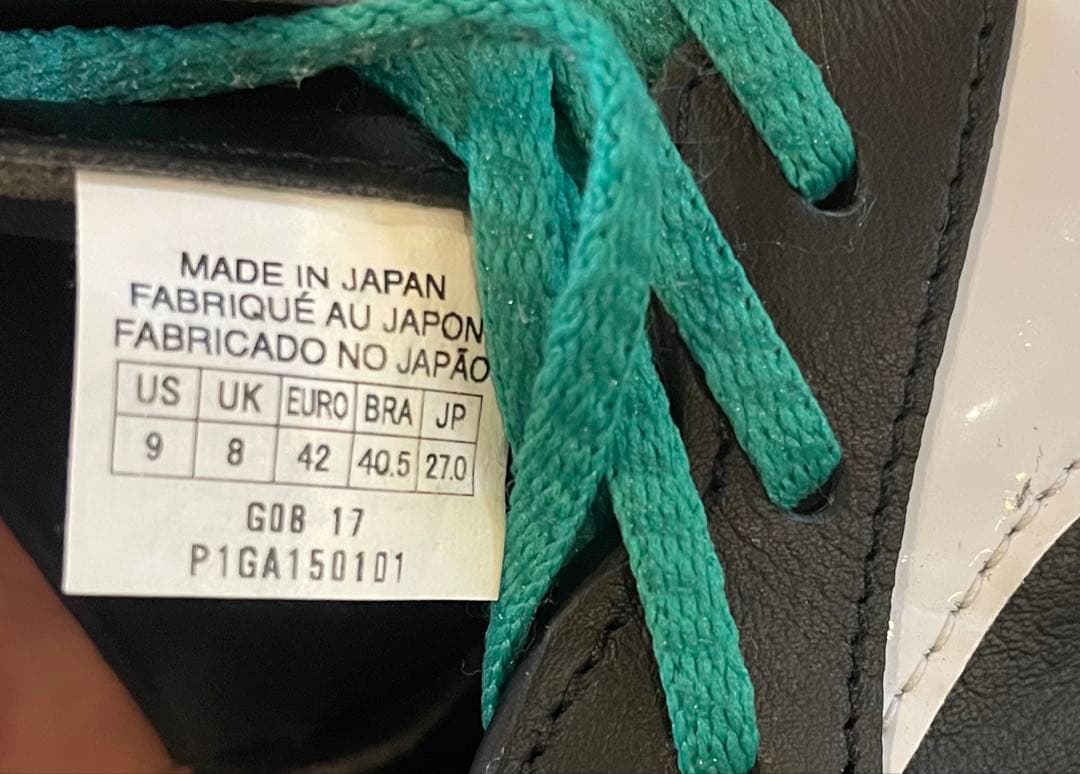 MADE IN JAPAN
FABRIQUÉ AU JAPON
FABRICADO NO JAPÃO
US UK EURO BRA JP
9 8 42 40.5 27.0
G0B 17
P1GA150101